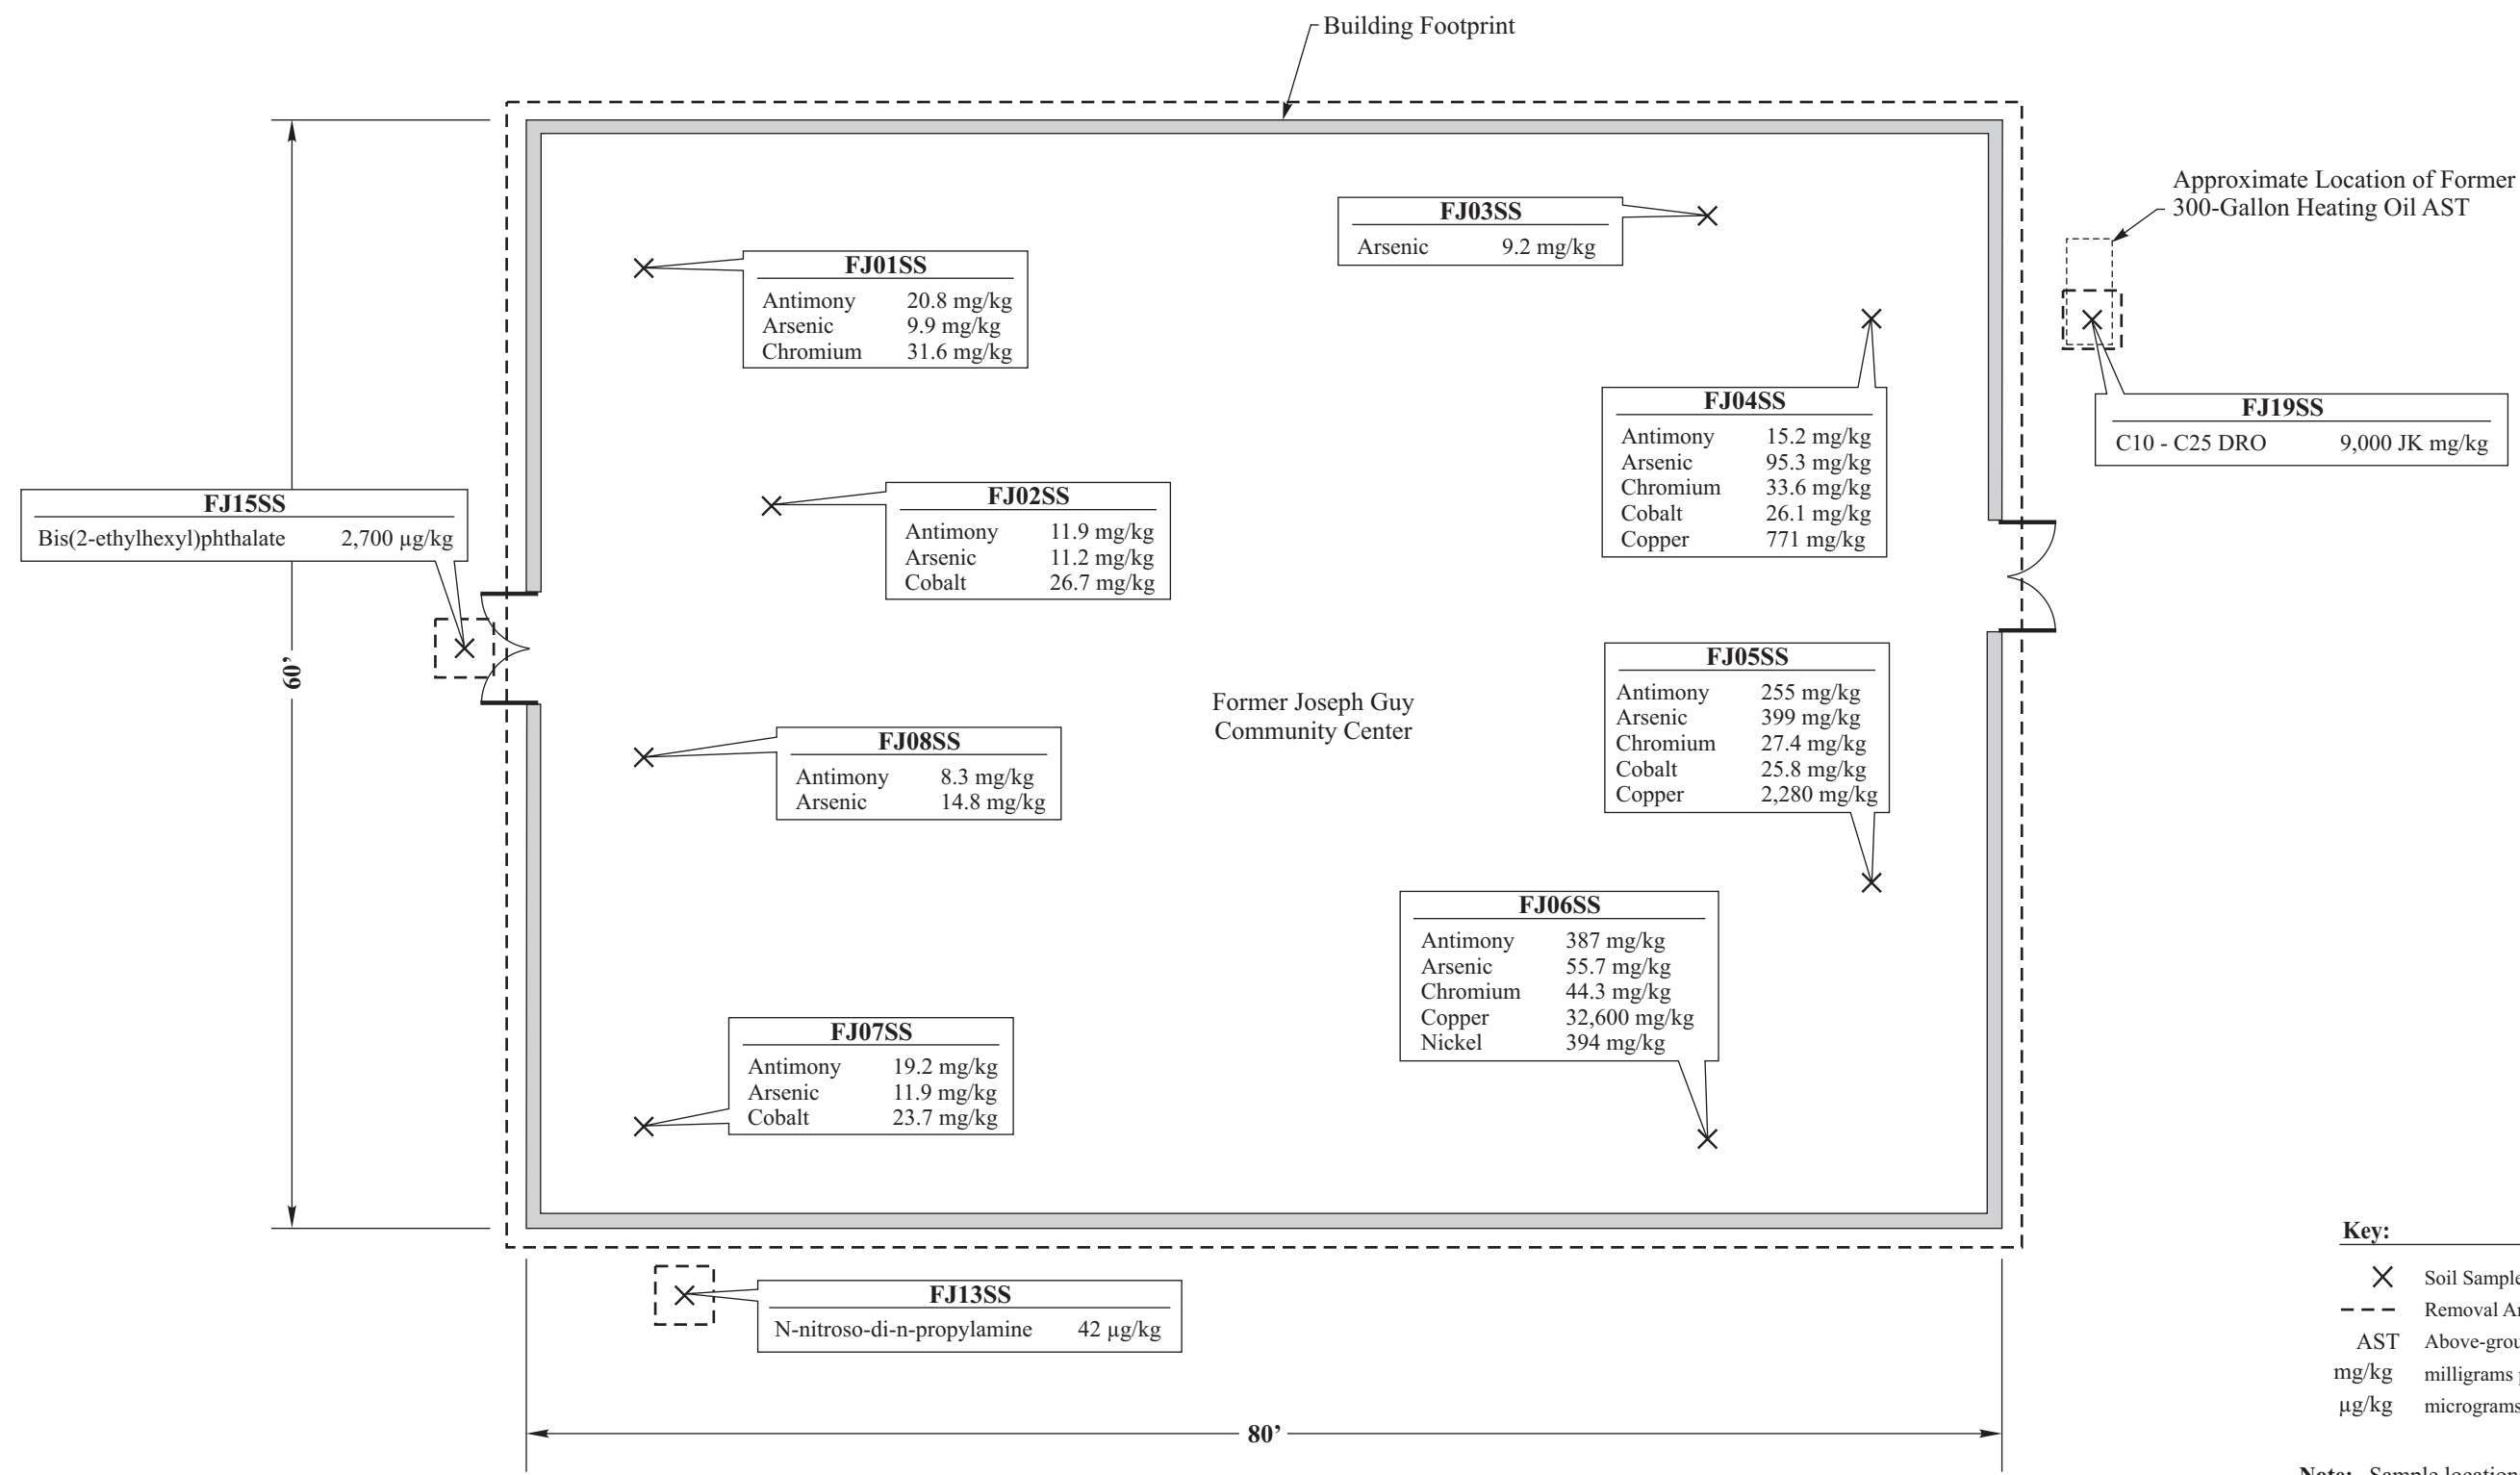 Building Footprint
Approximate Location of Former
300-Gallon Heating Oil AST
FJ03SS
Arsenic 9.2 mg/kg
FJ01SS
Antimony 20.8 mg/kg
Arsenic 9.9 mg/kg
Chromium 31.6 mg/kg
FJ04SS
Antimony 15.2 mg/kg
Arsenic 95.3 mg/kg
Chromium 33.6 mg/kg
Cobalt 26.1 mg/kg
Copper 771 mg/kg
FJ19SS
C10 - C25 DRO 9,000 JK mg/kg
FJ15SS
Bis(2-ethylhexyl)phthalate 2,700 µg/kg
FJ02SS
Antimony 11.9 mg/kg
Arsenic 11.2 mg/kg
Cobalt 26.7 mg/kg
60’
Former Joseph Guy
Community Center
FJ05SS
Antimony 255 mg/kg
Arsenic 399 mg/kg
Chromium 27.4 mg/kg
Cobalt 25.8 mg/kg
Copper 2,280 mg/kg
FJ08SS
Antimony 8.3 mg/kg
Arsenic 14.8 mg/kg
FJ06SS
Antimony 387 mg/kg
Arsenic 55.7 mg/kg
Chromium 44.3 mg/kg
Copper 32,600 mg/kg
Nickel 394 mg/kg
FJ07SS
Antimony 19.2 mg/kg
Arsenic 11.9 mg/kg
Cobalt 23.7 mg/kg
FJ13SS
N-nitroso-di-n-propylamine 42 µg/kg
80’
Key:
Soil Sample
Removal
AST Above-grou
mg/kg milligrams
µg/kg micrograms
Note: Sample location